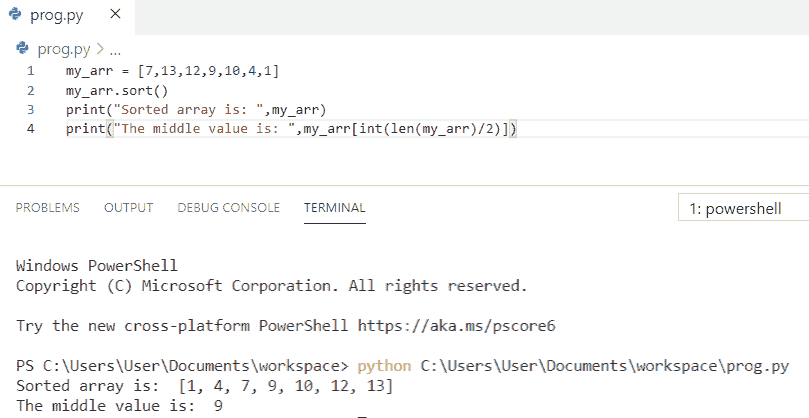 prog.py ×
prog.py > ...
1 my_arr = [7,13,12,9,10,4,1]
2 my_arr.sort()
3 print("Sorted array is: ",my_arr)
4 print("The middle value is: ",my_arr[int(len(my_arr)/2)])
PROBLEMS OUTPUT DEBUG CONSOLE TERMINAL 1: powershell
Windows PowerShell
Copyright (C) Microsoft Corporation. All rights reserved.
Try the new cross-platform PowerShell https://aka.ms/pscore6
PS C:\Users\User\Documents\workspace> python C:\Users\User\Documents\workspace\prog.py
Sorted array is:  [1, 4, 7, 9, 10, 12, 13]
The middle value is:  9